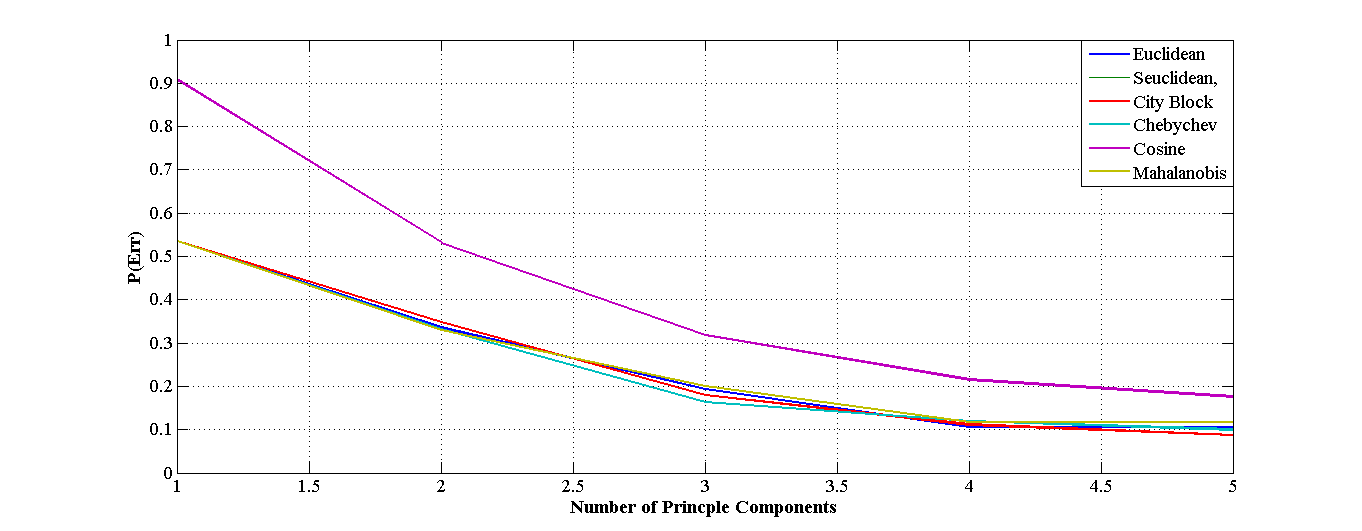 1
0.9
0.8
0.7
0.6
0.5
0.4
0.3
0.2
0.1
0
P(Err)
Euclidean
Seuclidean,
City Block
Chebychev
Cosine
Mahalanobis
1 1.5 2 2.5 3 3.5 4 4.5 5
Number of Princple Components